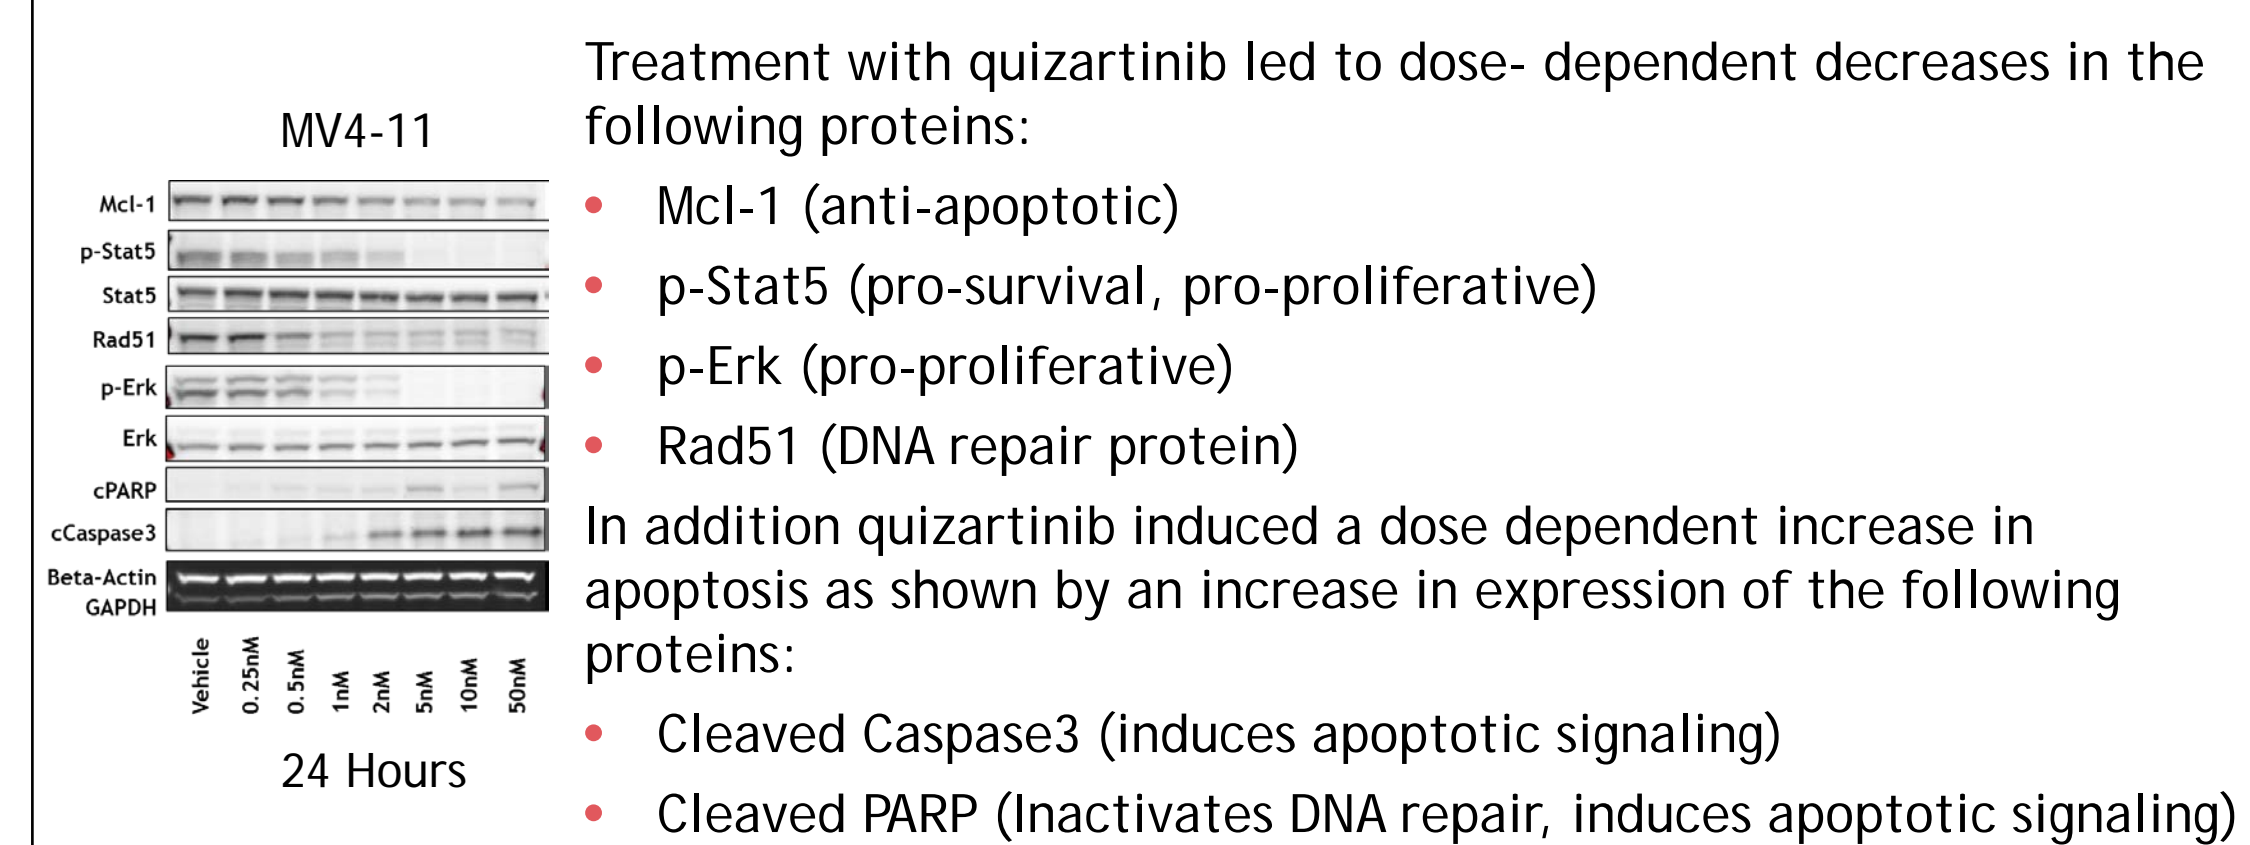 MV4-11
Mcl-1
p-Stat5
Stat5
Rad51
p-Erk
Erk
cPARP
cCaspase3
Beta-Actin
GAPDH
Vehicle
0.25nM
0.5nM
1nM
2nM
5nM
10nM
50nM
24 Hours
Treatment with quizartinib led to dose- dependent decreases in the
following proteins:
• Mcl-1 (anti-apoptotic)
• p-Stat5 (pro-survival, pro-proliferative)
• p-Erk (pro-proliferative)
• Rad51 (DNA repair protein)
In addition quizartinib induced a dose dependent increase in
apoptosis as shown by an increase in expression of the following
proteins:
• Cleaved Caspase3 (induces apoptotic signaling)
• Cleaved PARP (Inactivates DNA repair, induces apoptotic signaling)